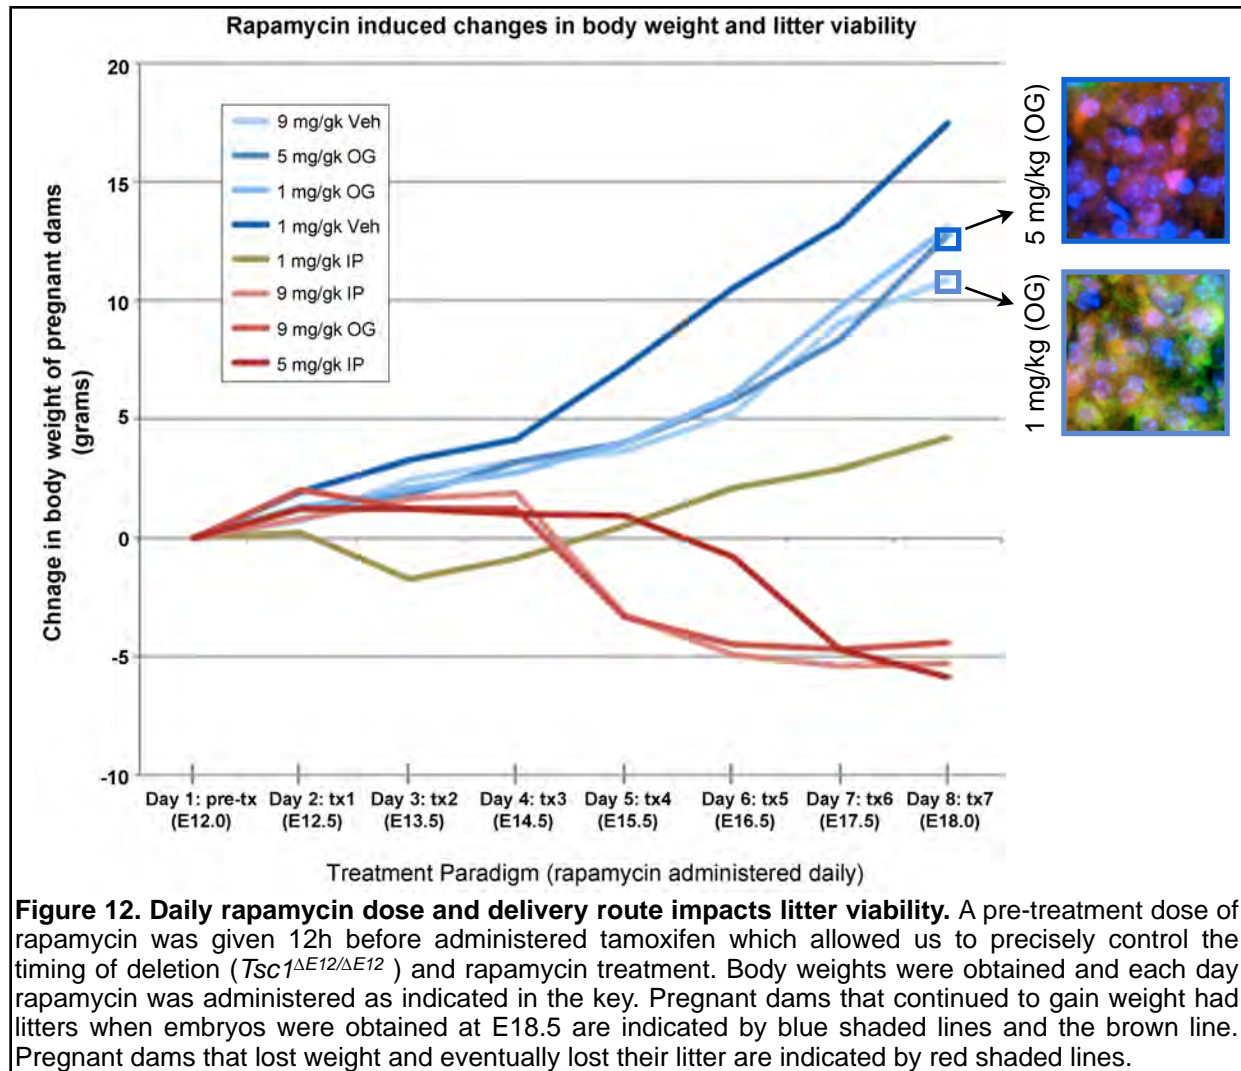 Rapamycin induced changes in body weight and litter viability
20
15
10
5
0
-5
-10
Chnage in body weight of pregnant dams
(grams)
9 mg/gk Veh
5 mg/gk OG
1 mg/gk OG
1 mg/gk Veh
1 mg/gk IP
9 mg/gk IP
9 mg/gk OG
5 mg/gk IP
5 mg/kg (OG)
1 mg/kg (OG)
Day 1: pre-tx Day 2: tx1 Day 3: tx2 Day 4: tx3 Day 5: tx4 Day 6: tx5 Day 7: tx6 Day 8: tx7
(E12.0) (E12.5) (E13.5) (E14.5) (E15.5) (E16.5) (E17.5) (E18.0)
Treatment Paradigm (rapamycin administered daily)
Figure 12. Daily rapamycin dose and delivery route impacts litter viability. A pre-treatment dose of
rapamycin was given 12h before administered tamoxifen which allowed us to precisely control the
timing of deletion (Tsc1ΔE12/ΔE12 ) and rapamycin treatment. Body weights were obtained and each day
rapamycin was administered as indicated in the key. Pregnant dams that continued to gain weight had
litters when embryos were obtained at E18.5 are indicated by blue shaded lines and the brown line.
Pregnant dams that lost weight and eventually lost their litter are indicated by red shaded lines.